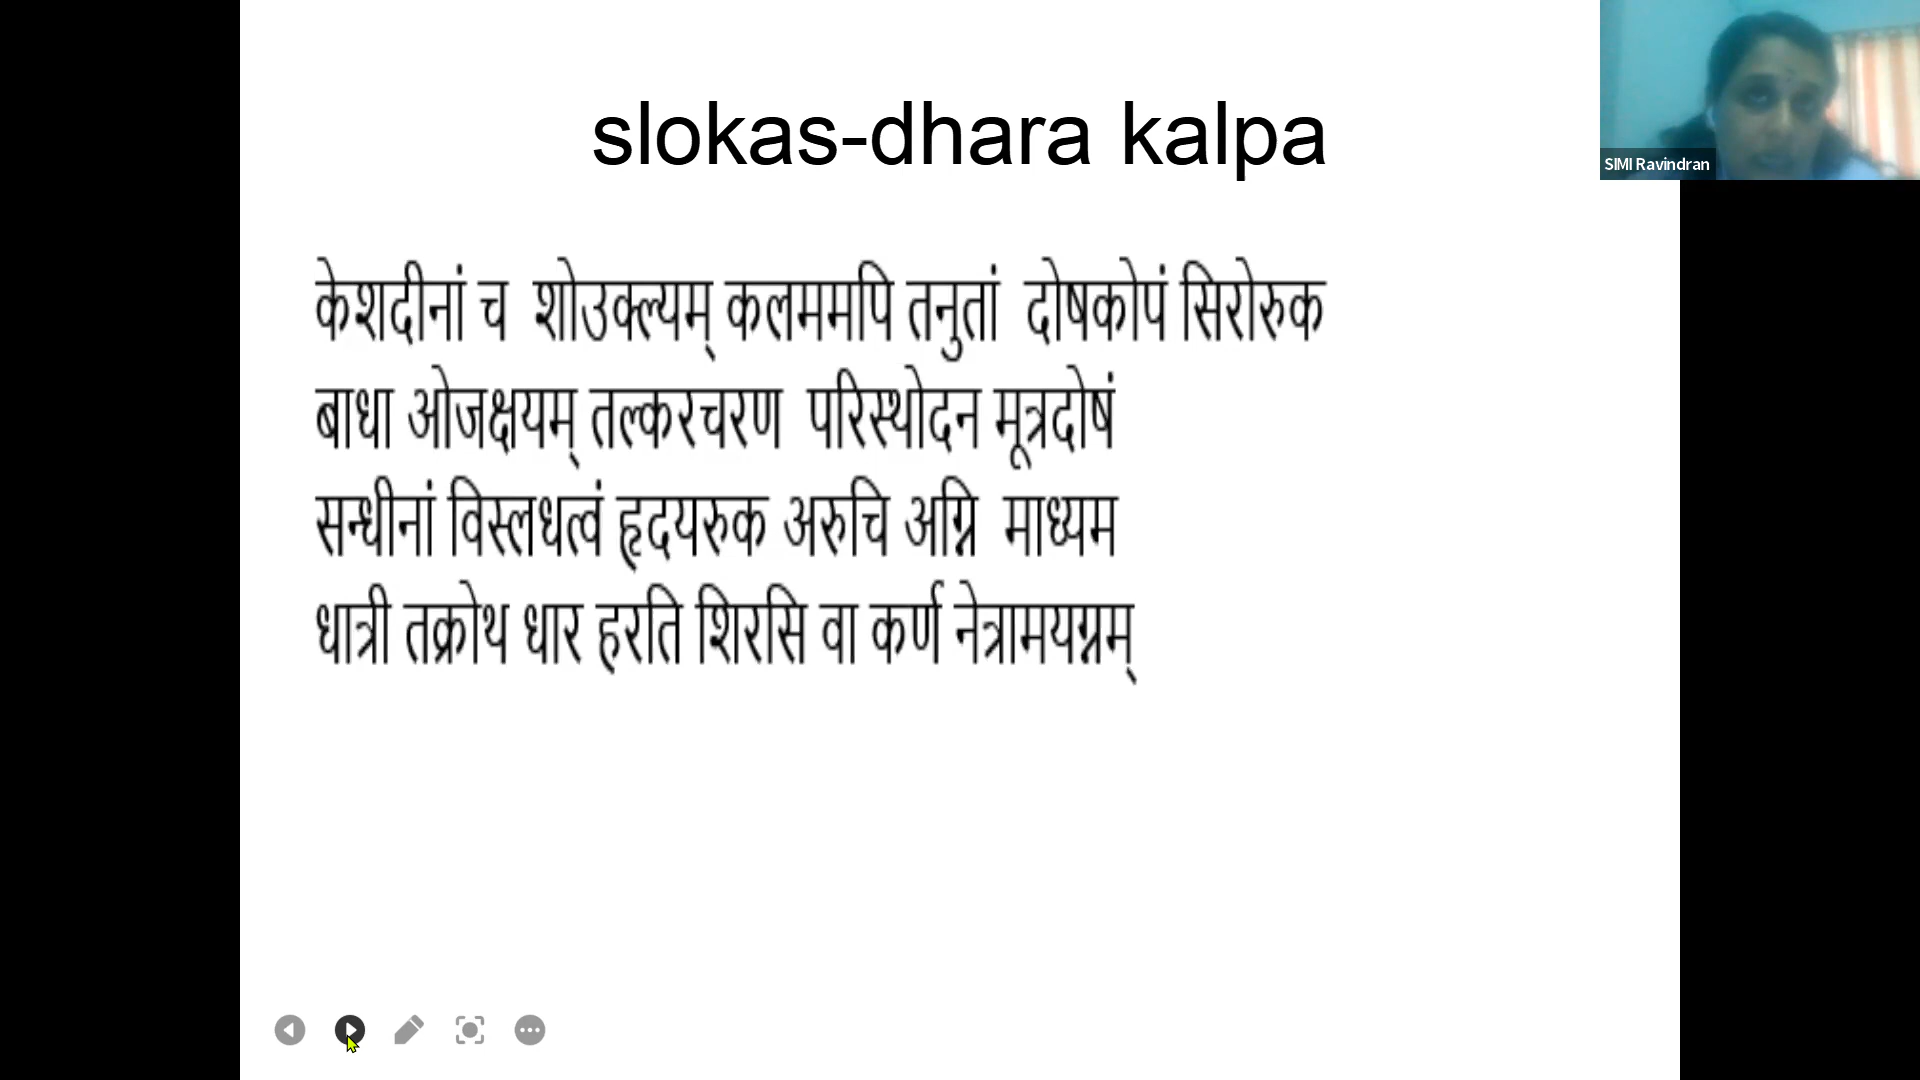 slokas-dhara kalpa
SIMI Ravindran
केशदीनां च शोउक्ल्यम् कलममपि तनुतां दोषकोपं सिरोरुक
बाधा ओजक्षयम् तल्करचरण परिस्थोदन मूत्रदोषं
सन्धीनां विस्लधत्वं हृदयरुक अरुचि अग्नि माध्यम
धात्री तक्रोथ धार हरति शिरसि वा कर्ण नेत्रामयग्नम्